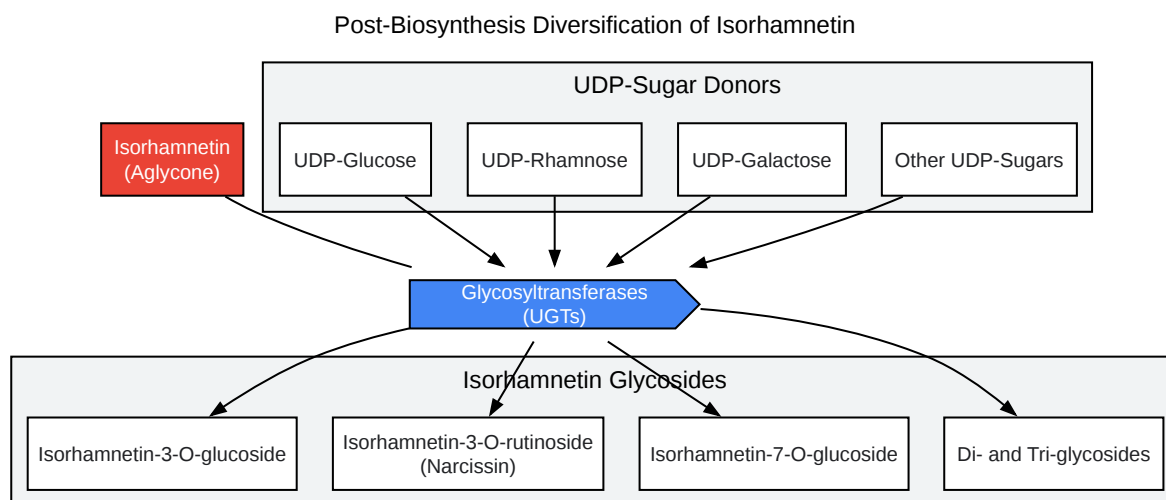 Post-Biosynthesis Diversification of Isorhamnetin
UDP-Sugar Donors
Isorhamnetin
(Aglycone)
UDP-Glucose
UDP-Rhamnose
UDP-Galactose
Other UDP-Sugars
Glycosyltransferases
(UGTs)
Isorhamnetin Glycosides
Isorhamnetin-3-O-glucoside
Isorhamnetin-3-O-rutinoside
(Narcissin)
Isorhamnetin-7-O-glucoside
Di- and Tri-glycosides